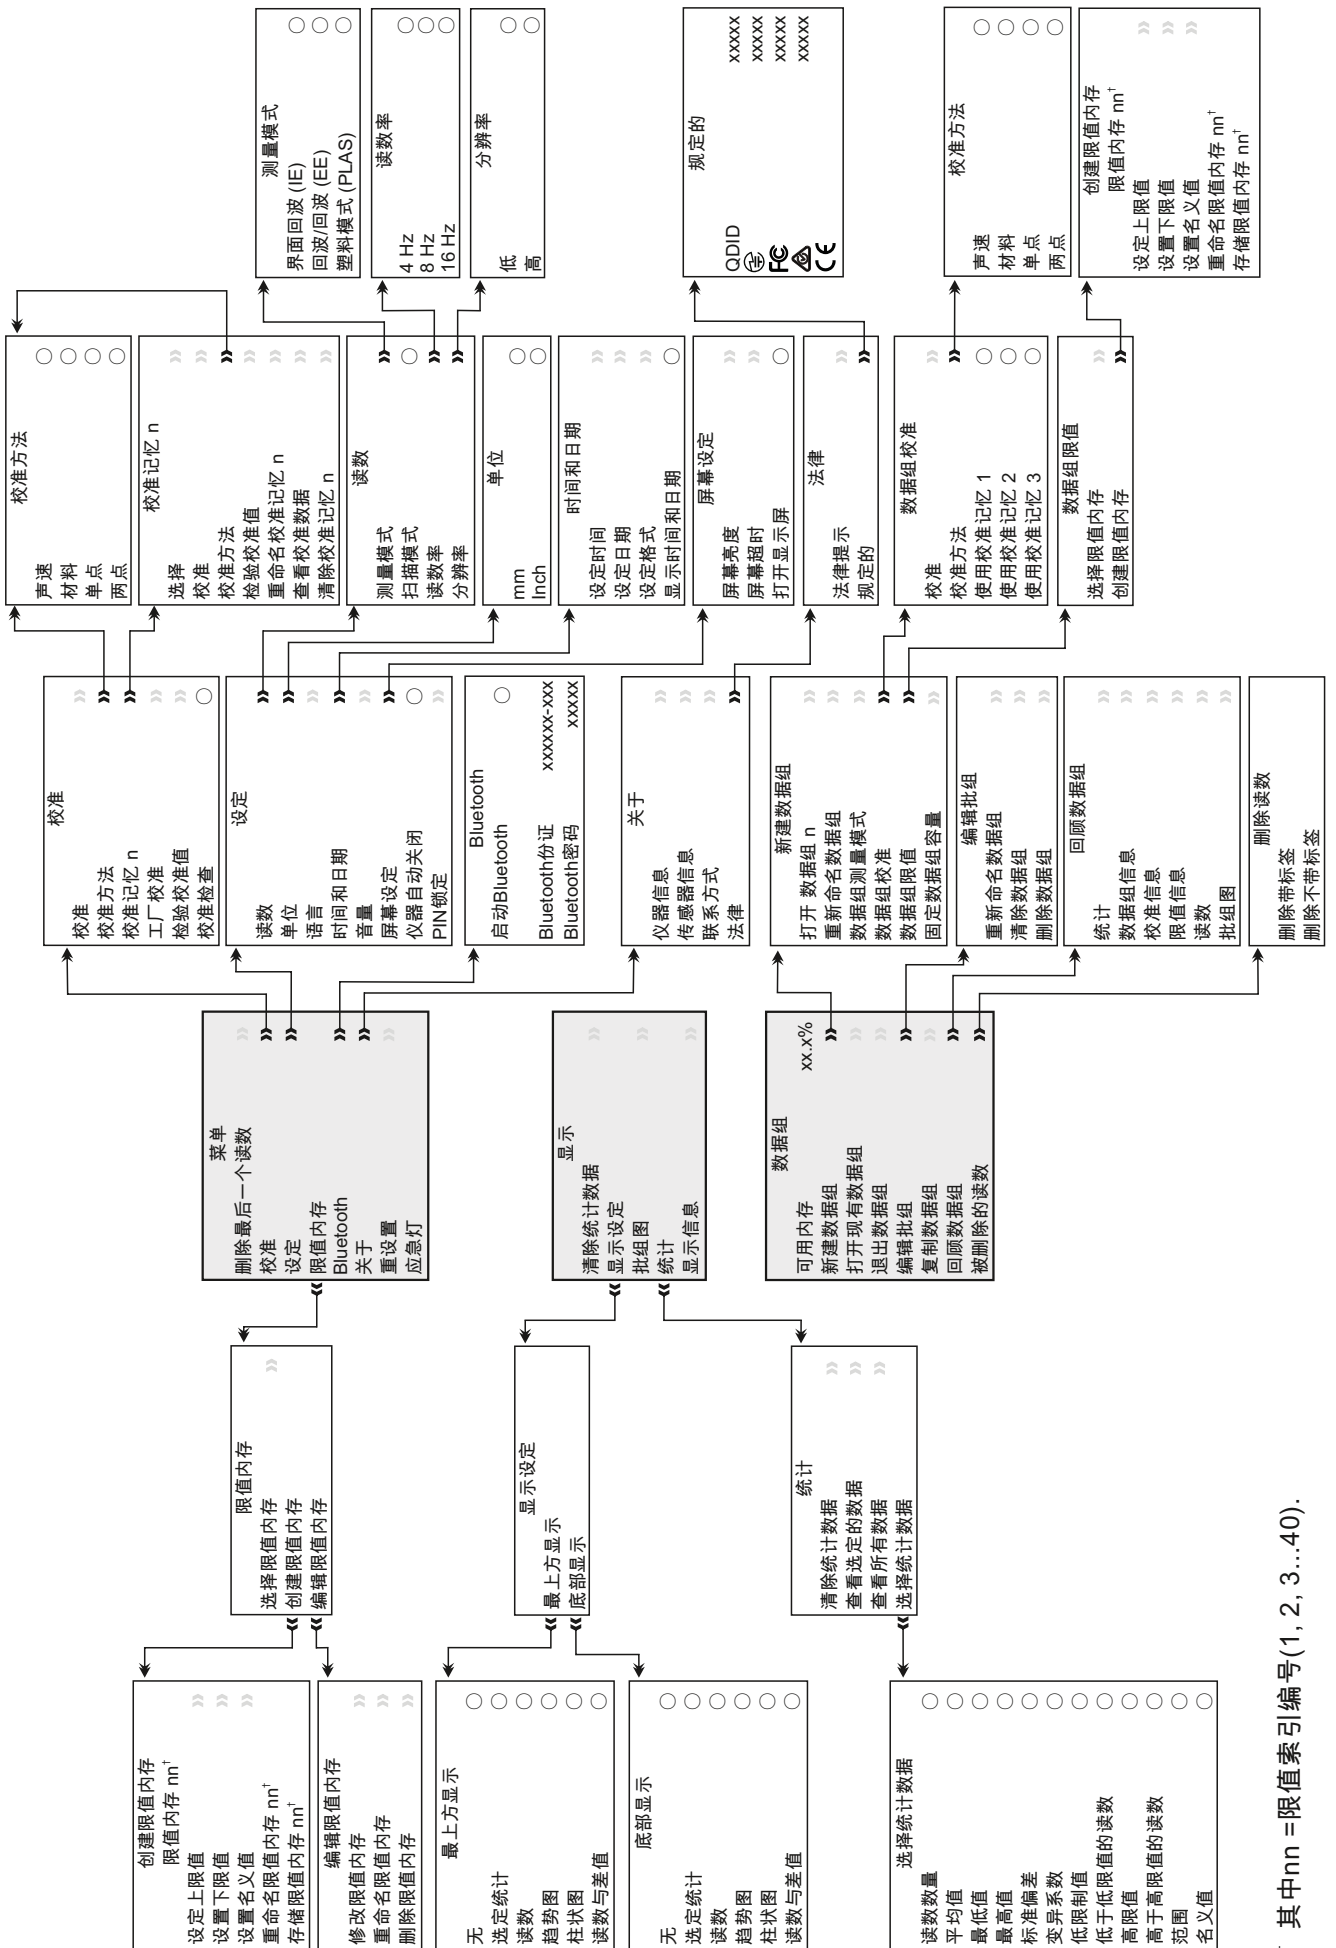 创建限值内存
限值内存 nn†
设定上限值
设置下限值
设置名义值
重命名限值内存 nn†
存储限值内存 nn†
编辑限值内存
修改限值内存
重命名限值内存
删除限值内存
最上方显示
无
选定统计
读数
趋势图
柱状图
读数与差值
底部显示
无
选定统计
读数
趋势图
柱状图
读数与差值
选择统计数据
读数数量
平均值
最低值
最高值
标准偏差
变异系数
低限制值
低于低限值的读数
高限值
高于高限值的读数
范围
名义值
限值内存
选择限值内存
创建限值内存
编辑限值内存
显示设定
最上方显示
底部显示
统计
清除统计数据
查看选定的数据
查看所有数据
选择统计数据
菜单
删除最后一个读数
校准
设定
限值内存
Bluetooth
关于
重设置
应急灯
显示
清除统计数据
显示设定
批组图
统计
显示信息
数据组
可用内存 xx.x%
新建数据组
打开现有数据组
退出数据组
编辑批组
复制数据组
回顾数据组
被删除的读数
校准
校准
校准方法
校准记忆 n
工厂校准
检验校准值
校准检查
设定
读数
单位
语言
时间和日期
音量
屏幕设定
仪器自动关闭
PIN锁定
Bluetooth
启动Bluetooth
Bluetooth份证 xxxxxx-xxx
Bluetooth密码 xxxxx
关于
仪器信息
传感器信息
联系方式
法律
新建数据组
打开 数据组 n
重新命名数据组
数据组测量模式
数据组校准
数据组限值
固定数据组容量
编辑批组
重新命名数据组
清除数据组
删除数据组
回顾数据组
统计
数据组信息
校准信息
限值信息
读数
批组图
删除读数
删除带标签
删除不带标签
校准方法
声速
材料
单点
两点
校准记忆 n
选择
校准
校准方法
检验校准值
重命名校准记忆 n
查看校准数据
清除校准记忆 n
读数
测量模式
扫描模式
读数率
分辨率
单位
mm
Inch
时间和日期
设定时间
设定日期
设定格式
显示时间和日期
屏幕设定
屏幕亮度
屏幕超时
打开显示屏
法律
法律提示
规定的
数据组校准
校准
校准方法
使用校准记忆 1
使用校准记忆 2
使用校准记忆 3
数据组限值
选择限值内存
创建限值内存
测量模式
界面回波 (IE)
回波/回波 (EE)
塑料模式 (PLAS)
读数率
4 Hz
8 Hz
16 Hz
分辨率
低
高
规定的
QDID xxxxx
xxxxx
FC xxxxx
xxxxx
CE
校准方法
声速
材料
单点
两点
创建限值内存
限值内存 nn†
设定上限值
设置下限值
设置名义值
重命名限值内存 nn†
存储限值内存 nn†
其中nn =限值索引编号(1, 2, 3...40).